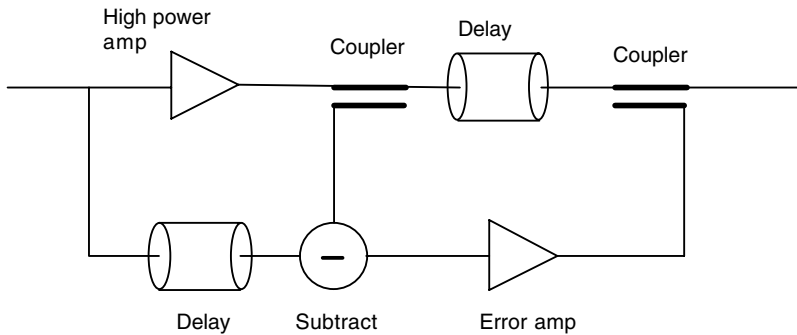 High power
amp
Coupler
Delay
Coupler
Delay
Subtract
Error amp